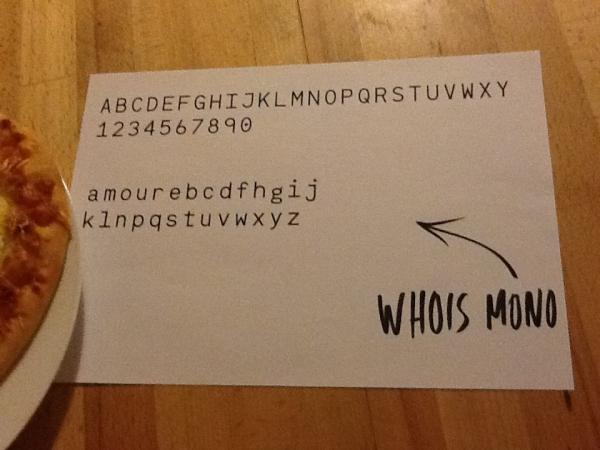 ABCDEFGHIJKLMNOPQRSTUVWXY
1234567890
amourebcdfhgij
klnpqstuvwxyz
WHOIS MONO